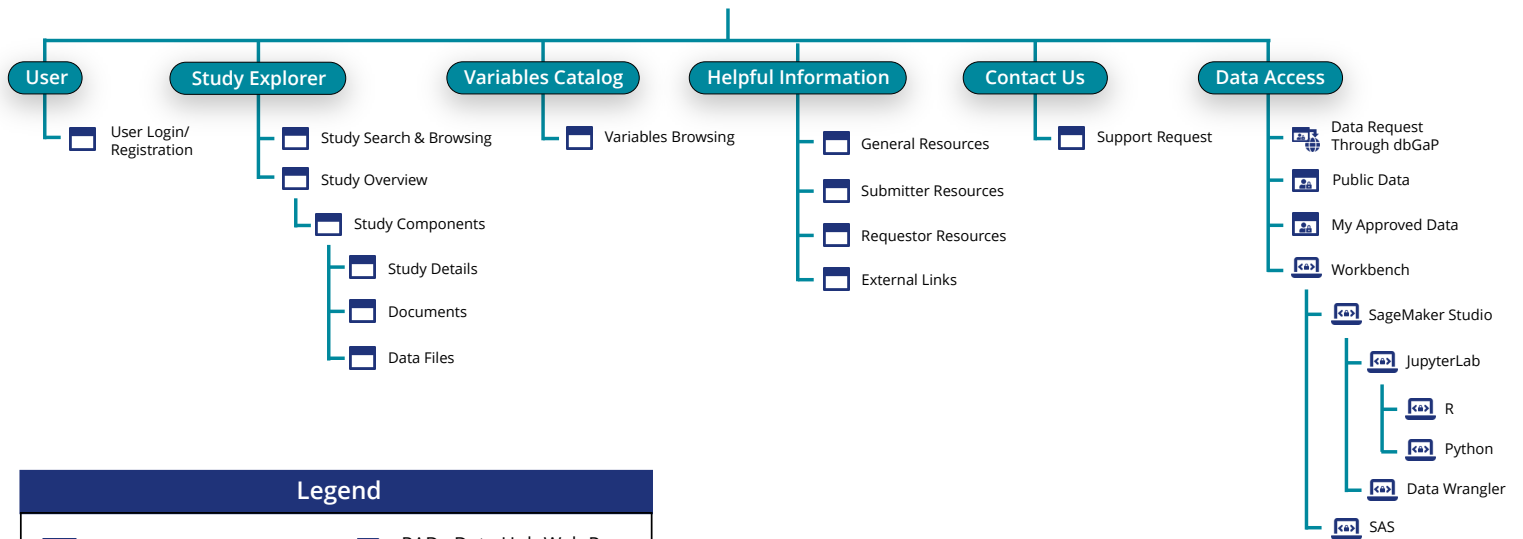 User
Study Explorer
Variables Catalog
Helpful Information
Contact Us
Data Access
User Login/
Registration
Study Search & Browsing
Study Overview
Study Components
Study Details
Documents
Data Files
Variables Browsing
General Resources
Submitter Resources
Requestor Resources
External Links
Support Request
Data Request
Through dbGaP
Public Data
My Approved Data
Workbench
SageMaker Studio
JupyterLab
R
Python
Data Wrangler
SAS
Legend